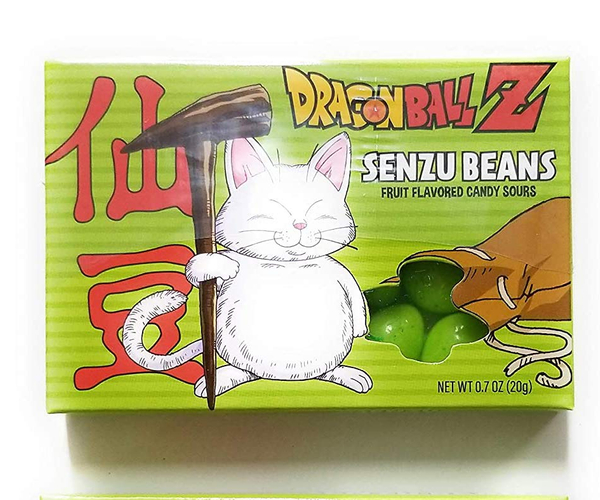 仙豆
DRAGONBALL Z
SENZU BEANS
FRUIT FLAVORED CANDY SOURS
NET WT 0.7 OZ (20g)